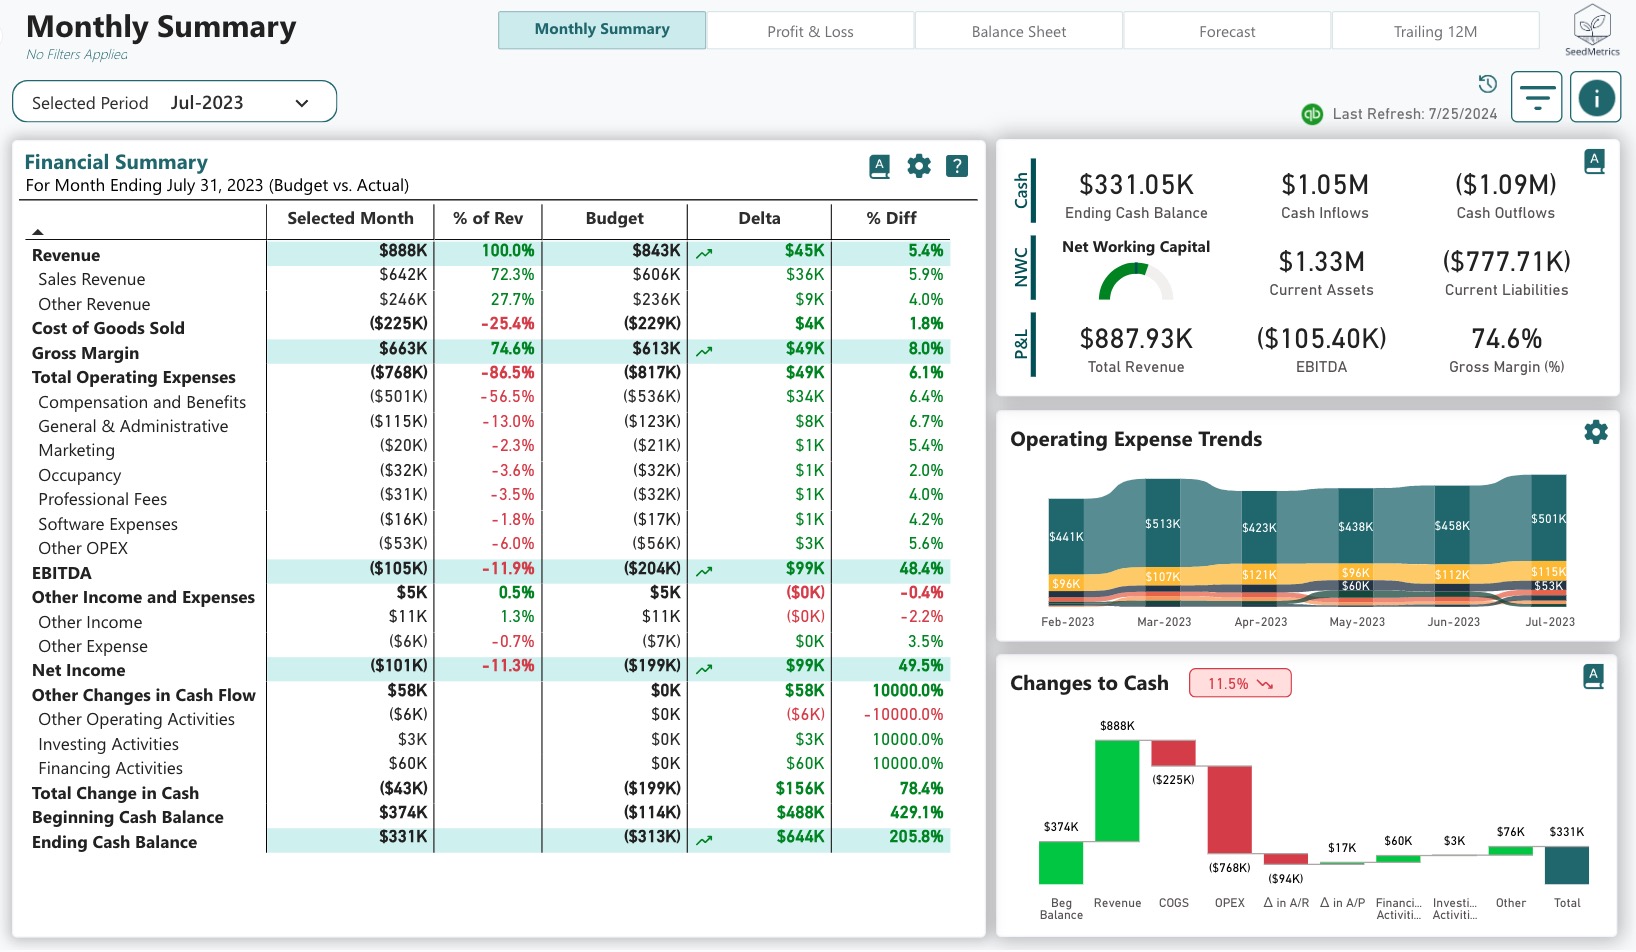 Monthly Summary
No Filters Applied
Monthly Summary
Profit & Loss
Balance Sheet
Forecast
Trailing 12M
SeedMetrics
Selected Period Jul-2023
qb Last Refresh: 7/25/2024
i
Financial Summary
For Month Ending July 31, 2023 (Budget vs. Actual)
A ?
Selected Month % of Rev Budget Delta % Diff
Revenue $888K 100.0% $843K $45K 5.4%
Sales Revenue $642K 72.3% $606K $36K 5.9%
Other Revenue $246K 27.7% $236K $9K 4.0%
Cost of Goods Sold ($225K) -25.4% ($229K) $4K 1.8%
Gross Margin $663K 74.6% $613K $49K 8.0%
Total Operating Expenses ($768K) -86.5% ($817K) $49K 6.1%
Compensation and Benefits ($501K) -56.5% ($536K) $34K 6.4%
General & Administrative ($115K) -13.0% ($123K) $8K 6.7%
Marketing ($20K) -2.3% ($21K) $1K 5.4%
Occupancy ($32K) -3.6% ($32K) $1K 2.0%
Professional Fees ($31K) -3.5% ($32K) $1K 4.0%
Software Expenses ($16K) -1.8% ($17K) $1K 4.2%
Other OPEX ($53K) -6.0% ($56K) $3K 5.6%
EBITDA ($105K) -11.9% ($204K) $99K 48.4%
Other Income and Expenses $5K 0.5% $5K ($0K) -0.4%
Other Income $11K 1.3% $11K ($0K) -2.2%
Other Expense ($6K) -0.7% ($7K) $0K 3.5%
Net Income ($101K) -11.3% ($199K) $99K 49.5%
Other Changes in Cash Flow $58K $0K $58K 10000.0%
Other Operating Activities ($6K) $0K ($6K) -10000.0%
Investing Activities $3K $0K $3K 10000.0%
Financing Activities $60K $0K $60K 10000.0%
Total Change in Cash ($43K) ($199K) $156K 78.4%
Beginning Cash Balance $374K ($114K) $488K 429.1%
Ending Cash Balance $331K ($313K) $644K 205.8%
A
Cash
$331.05K $1.05M ($1.09M)
Ending Cash Balance Cash Inflows Cash Outflows
NWC
Net Working Capital
$1.33M ($777.71K)
Current Assets Current Liabilities
P&L
$887.93K ($105.40K) 74.6%
Total Revenue EBITDA Gross Margin (%)
Operating Expense Trends
$441K $513K $423K $438K $458K $501K
$96K $107K $121K $96K $112K $115K
$60K $53K
Feb-2023 Mar-2023 Apr-2023 May-2023 Jun-2023 Jul-2023
Changes to Cash 11.5%
A
$374K $888K ($225K) ($768K) ($94K) $17K $60K $3K $76K $331K
Beg Revenue COGS OPEX Δ in A/R Δ in A/P Financi... Investi... Other Total
Balance Activiti... Activiti...